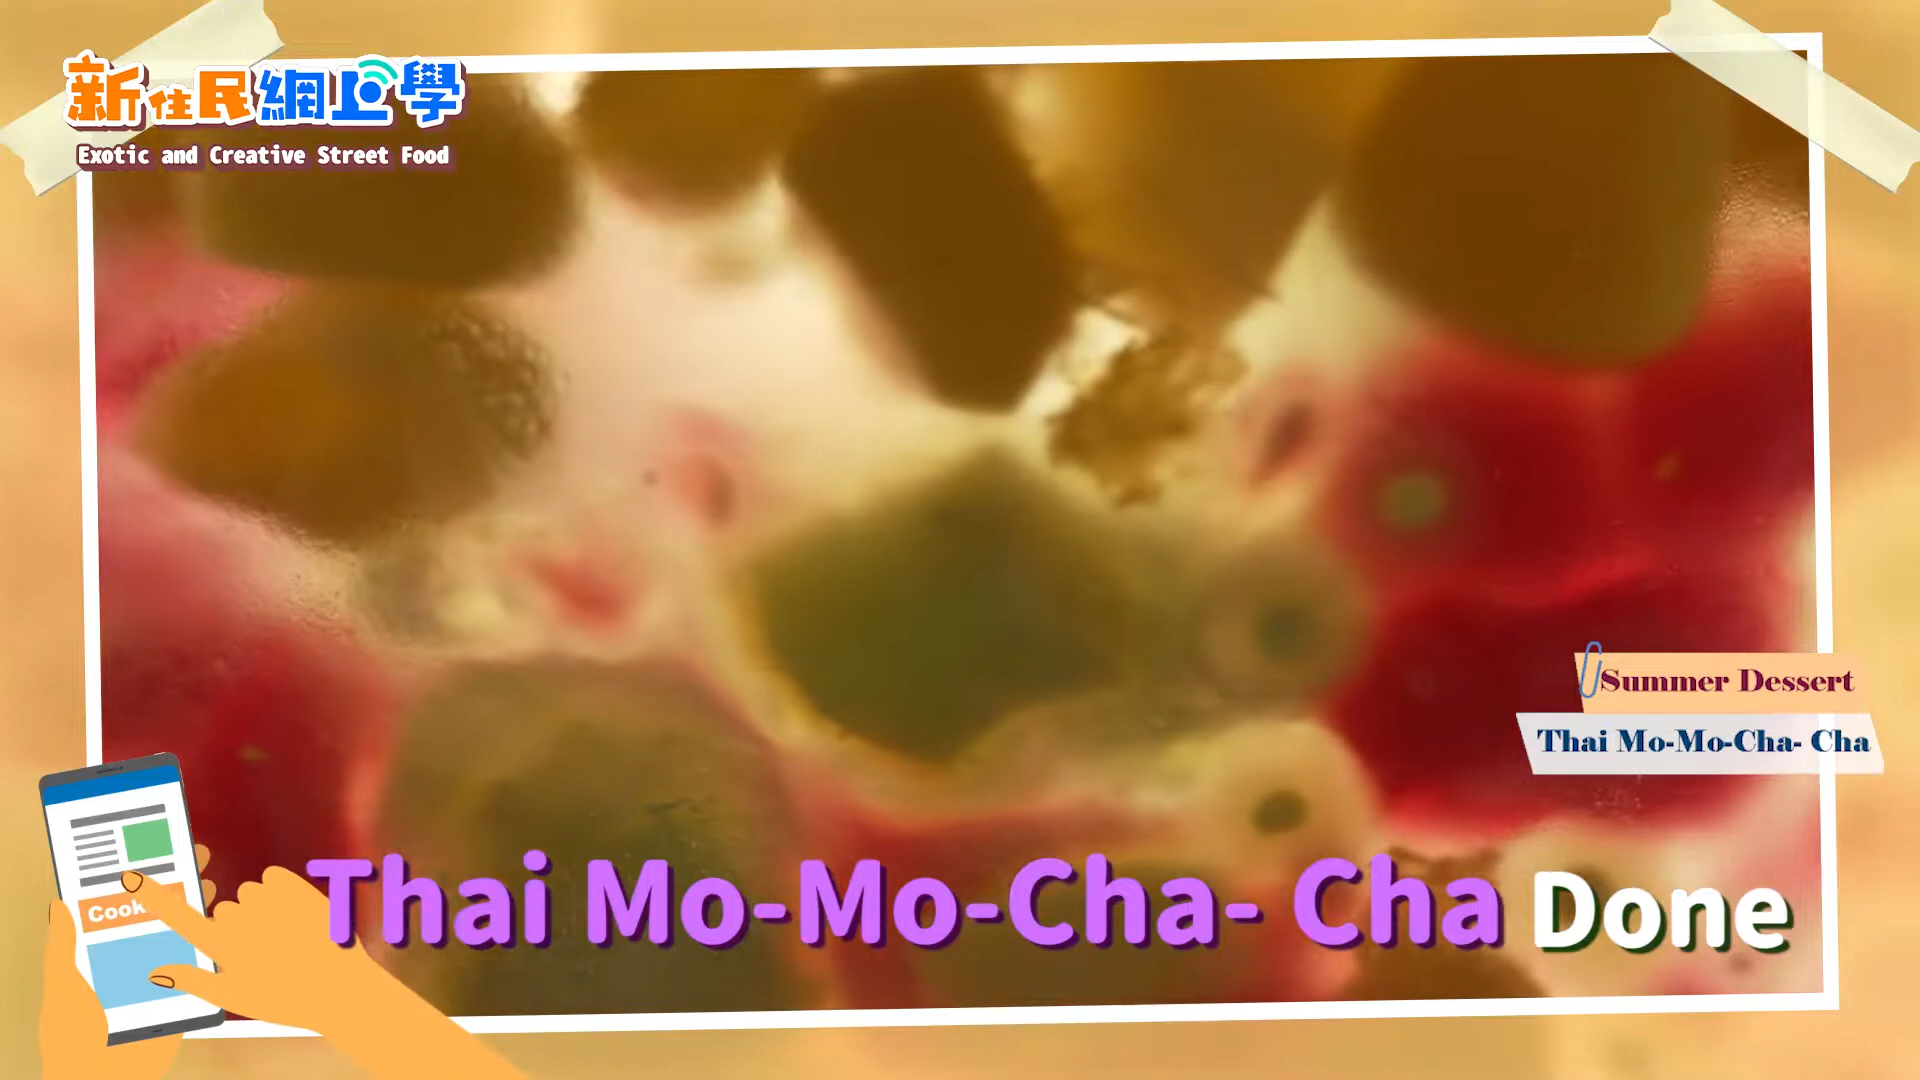 新住民網上學
Exotic and Creative Street Food
Summer Dessert
Thai Mo-Mo-Cha- Cha
Cook
Thai Mo-Mo-Cha- Cha Done